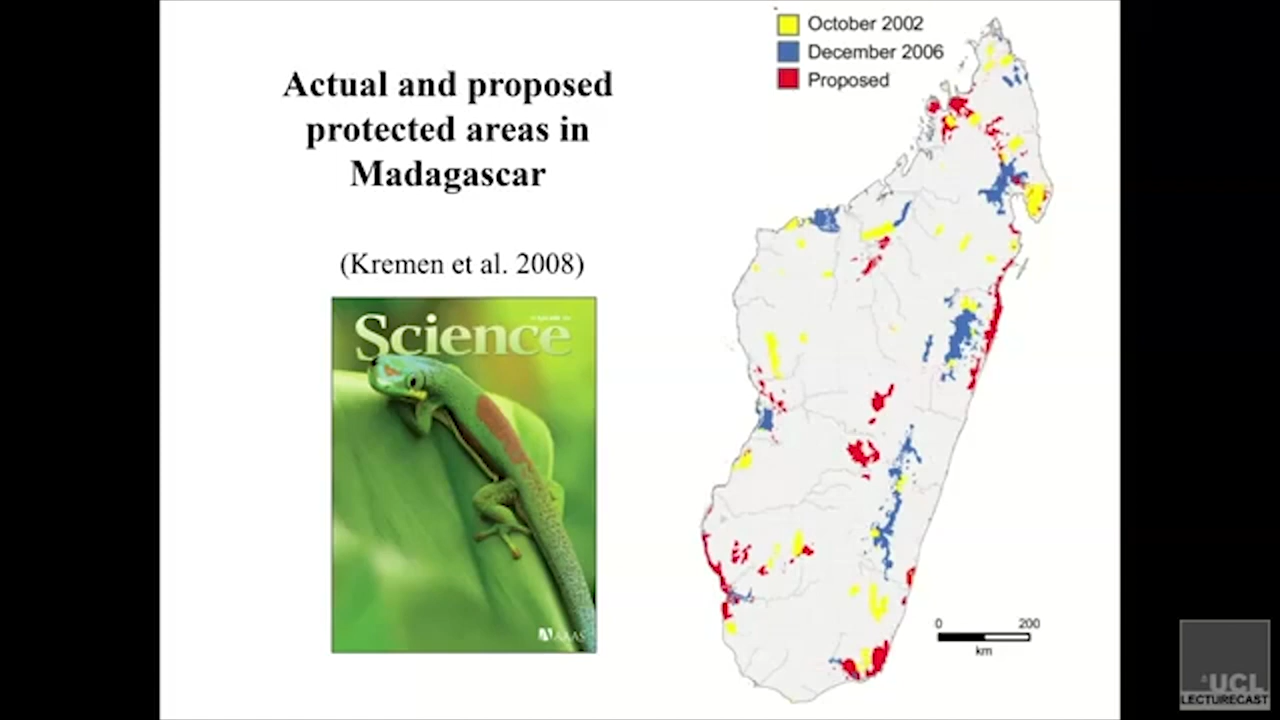 Actual and proposed
protected areas in
Madagascar
(Kremen et al. 2008)
Science
AAAS
October 2002
December 2006
Proposed
0 200
km
UCL
LECTURECAST